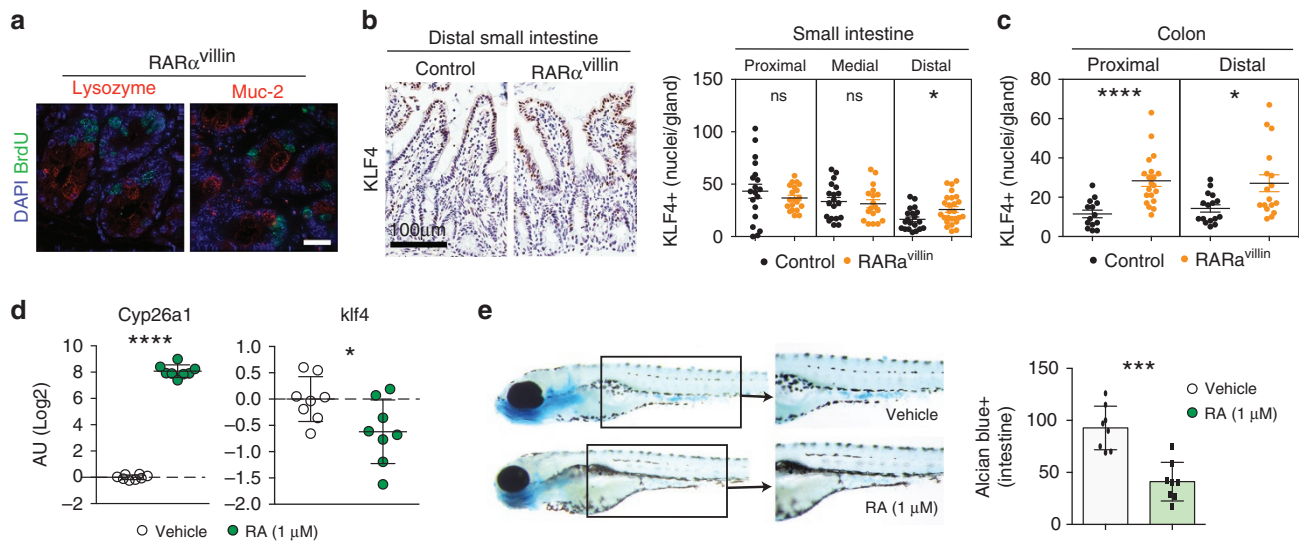 a
RARα^villin
Lysozyme
Muc-2
DAPI BrdU
b
Distal small intestine
Control
RARα^villin
KLF4
100µm
Small intestine
Proximal
Medial
Distal
KLF4+ (nuclei/gland)
150
100
50
0
ns
ns
*
Control
RARa^villin
c
Colon
Proximal
Distal
KLF4+ (nuclei/gland)
80
60
40
20
0
****
*
Control
RARa^villin
d
Cyp26a1
klf4
AU (Log2)
10
8
6
4
2
0
−2
****
1.0
0.5
0.0
−0.5
−1.0
−1.5
−2.0
*
Vehicle
RA (1 µM)
e
Vehicle
RA (1 µM)
Alcian blue+
(intestine)
150
100
50
0
***
Vehicle
RA (1 µM)